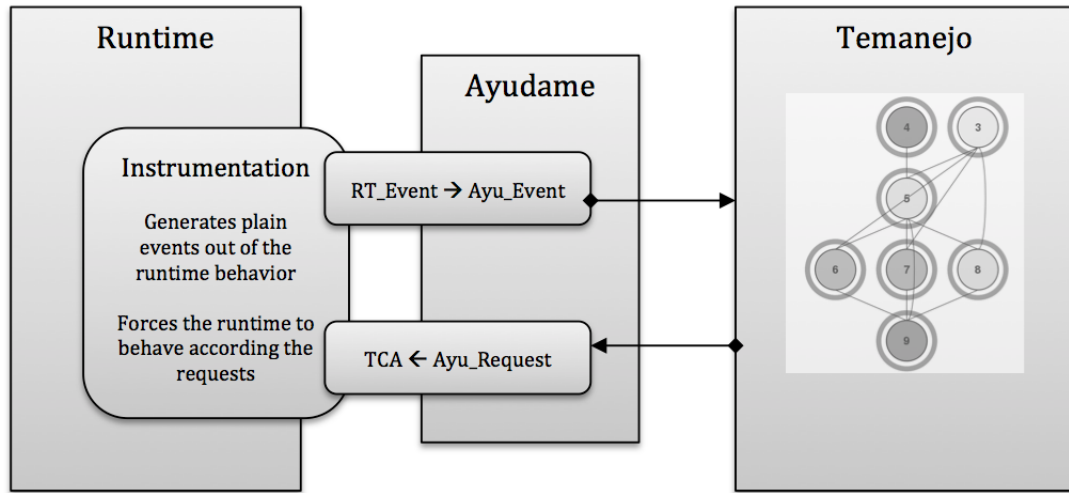 Runtime
Instrumentation
Generates plain
events out of the
runtime behavior
Forces the runtime to
behave according the
requests
Ayudame
RT_Event → Ayu_Event
TCA ← Ayu_Request
Temanejo
4
3
5
6
7
8
9